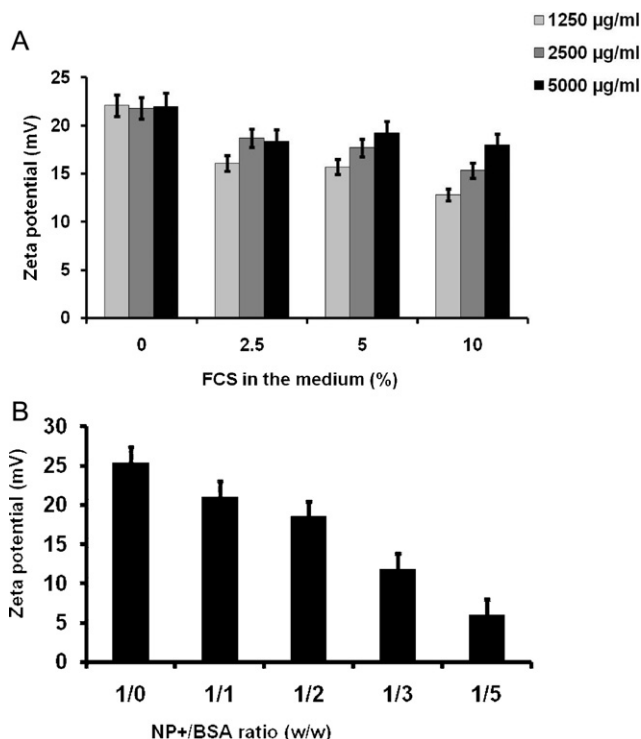 A
1250 µg/ml
2500 µg/ml
5000 µg/ml
Zeta potential (mV)
25
20
15
10
5
0
0 2.5 5 10
FCS in the medium (%)
B
Zeta potential (mV)
30
25
20
15
10
5
0
1/0 1/1 1/2 1/3 1/5
NP+/BSA ratio (w/w)